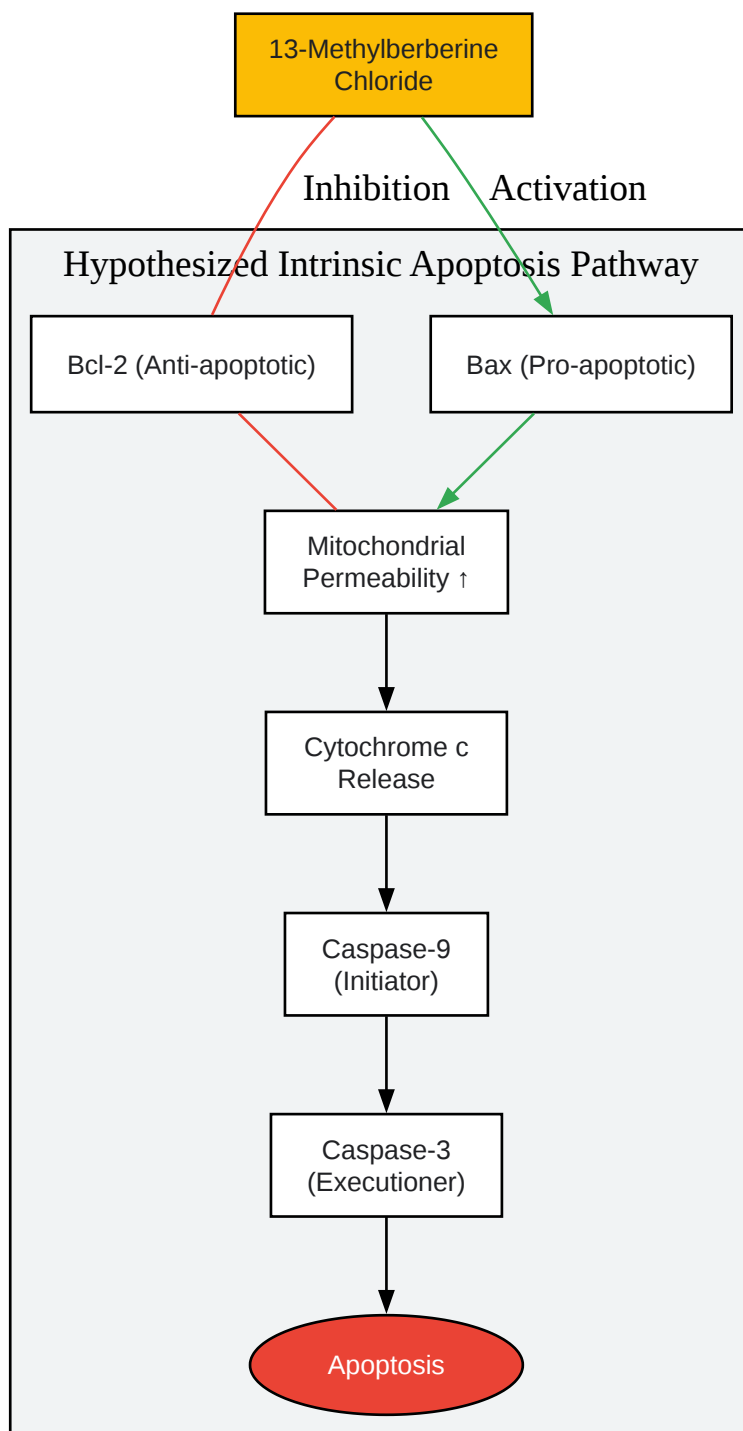 13-Methylberberine
Chloride
Inhibition
Activation
Hypothesized Intrinsic Apoptosis Pathway
Bcl-2 (Anti-apoptotic)
Bax (Pro-apoptotic)
Mitochondrial
Permeability ↑
Cytochrome c
Release
Caspase-9
(Initiator)
Caspase-3
(Executioner)
Apoptosis